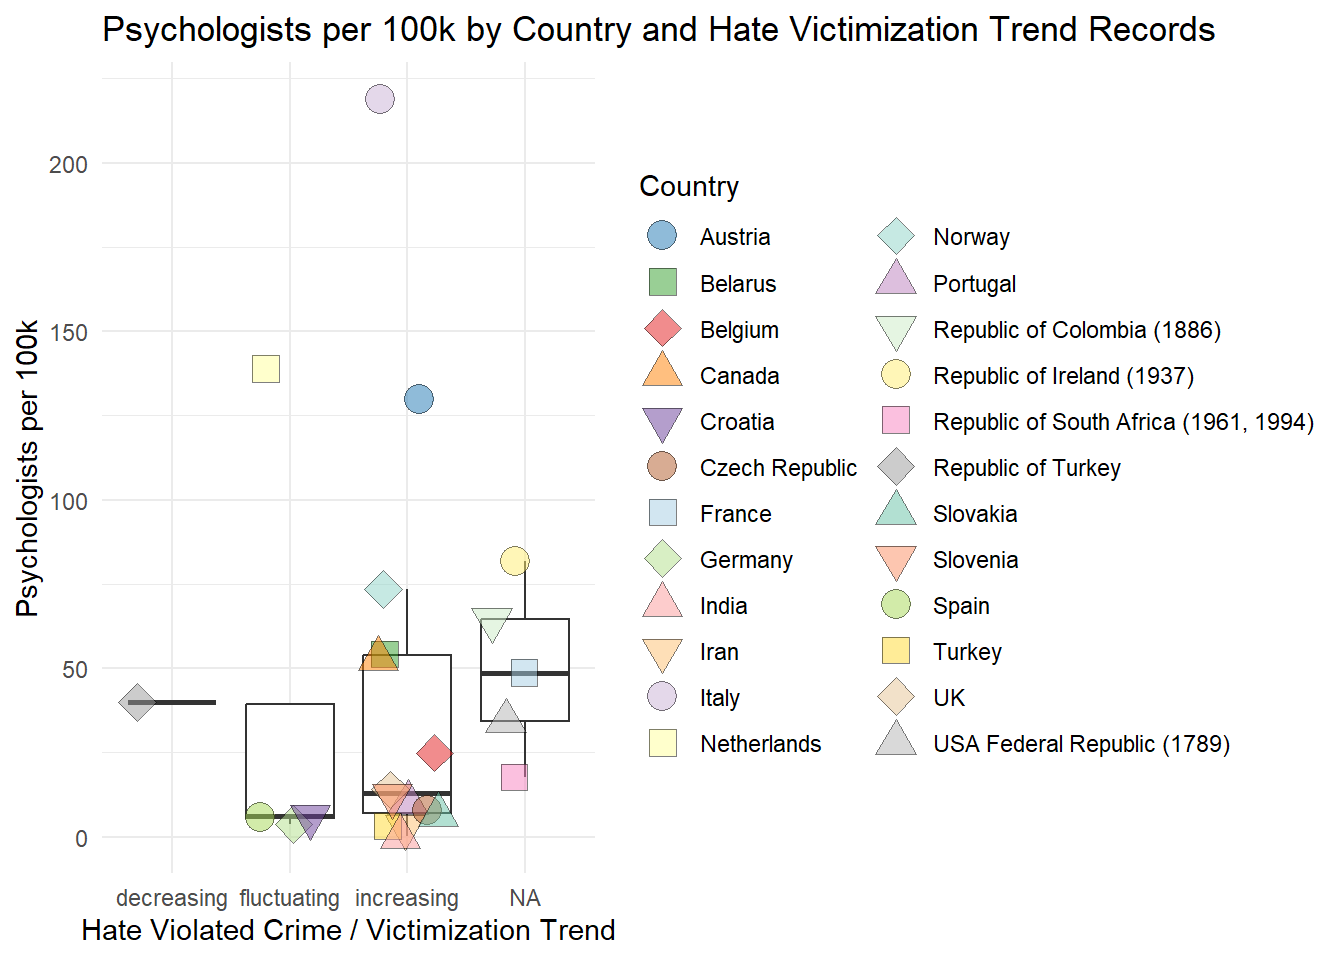 Psychologists per 100k by Country and Hate Victimization Trend Records
Psychologists per 100k
200
150
100
50
0
decreasing
fluctuating
increasing
NA
Hate Violated Crime / Victimization Trend
Country
Austria
Belarus
Belgium
Canada
Croatia
Czech Republic
France
Germany
India
Iran
Italy
Netherlands
Norway
Portugal
Republic of Colombia (1886)
Republic of Ireland (1937)
Republic of South Africa (1961, 1994)
Republic of Turkey
Slovakia
Slovenia
Spain
Turkey
UK
USA Federal Republic (1789)